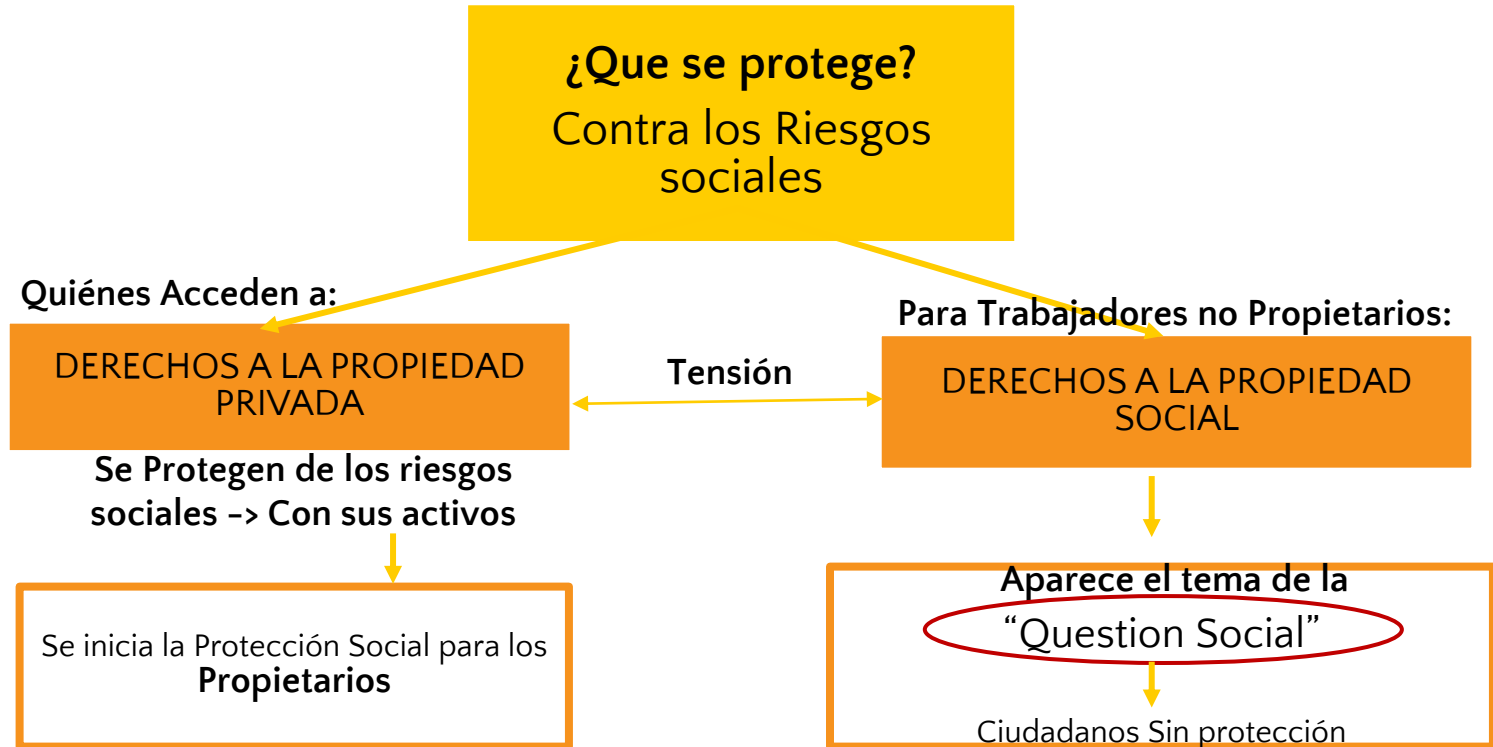 ¿Que se protege?
Contra los Riesgos
sociales
Quiénes Acceden a:
DERECHOS A LA PROPIEDAD
PRIVADA
Se Protegen de los riesgos
sociales -> Con sus activos
Se inicia la Protección Social para los
Propietarios
Tensión
Para Trabajadores no Propietarios:
DERECHOS A LA PROPIEDAD
SOCIAL
Aparece el tema de la
“Question Social”
Ciudadanos Sin protección